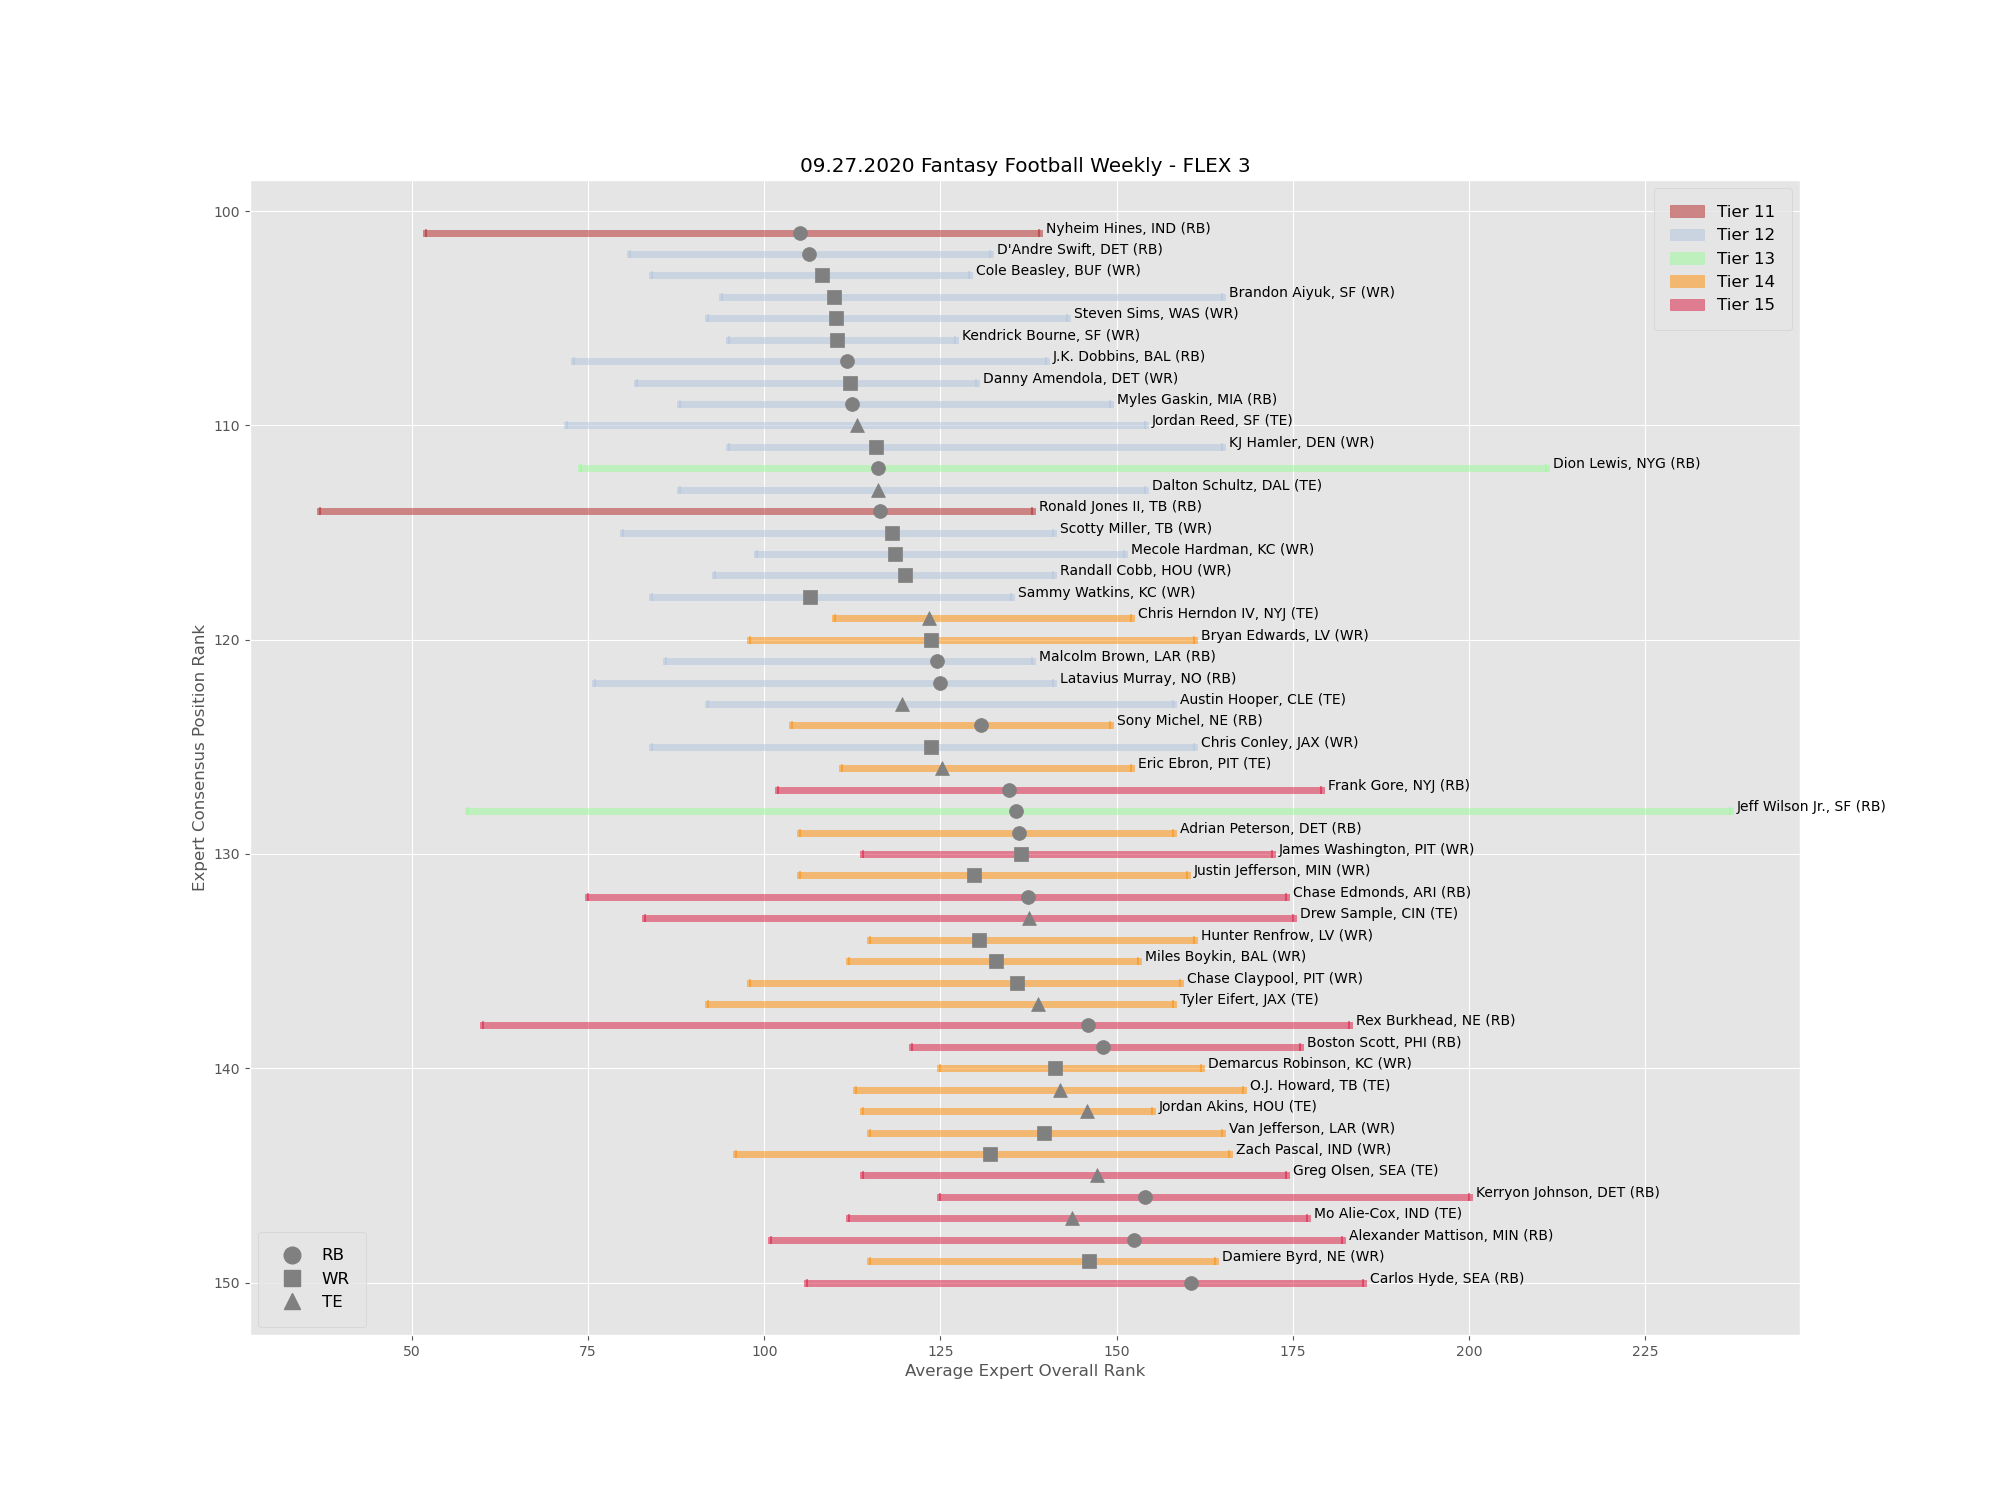 09.27.2020 Fantasy Football Weekly - FLEX 3
Tier 11
Tier 12
Tier 13
Tier 14
Tier 15
Expert Consensus Position Rank
100
110
120
130
140
150
Nyheim Hines, IND (RB)
D'Andre Swift, DET (RB)
Cole Beasley, BUF (WR)
Brandon Aiyuk, SF (WR)
Steven Sims, WAS (WR)
Kendrick Bourne, SF (WR)
J.K. Dobbins, BAL (RB)
Danny Amendola, DET (WR)
Myles Gaskin, MIA (RB)
Jordan Reed, SF (TE)
KJ Hamler, DEN (WR)
Dion Lewis, NYG (RB)
Dalton Schultz, DAL (TE)
Ronald Jones II, TB (RB)
Scotty Miller, TB (WR)
Mecole Hardman, KC (WR)
Randall Cobb, HOU (WR)
Sammy Watkins, KC (WR)
Chris Herndon IV, NYJ (TE)
Bryan Edwards, LV (WR)
Malcolm Brown, LAR (RB)
Latavius Murray, NO (RB)
Austin Hooper, CLE (TE)
Sony Michel, NE (RB)
Chris Conley, JAX (WR)
Eric Ebron, PIT (TE)
Frank Gore, NYJ (RB)
Jeff Wilson Jr., SF (RB)
Adrian Peterson, DET (RB)
James Washington, PIT (WR)
Justin Jefferson, MIN (WR)
Chase Edmonds, ARI (RB)
Drew Sample, CIN (TE)
Hunter Renfrow, LV (WR)
Miles Boykin, BAL (WR)
Chase Claypool, PIT (WR)
Tyler Eifert, JAX (TE)
Rex Burkhead, NE (RB)
Boston Scott, PHI (RB)
Demarcus Robinson, KC (WR)
O.J. Howard, TB (TE)
Jordan Akins, HOU (TE)
Van Jefferson, LAR (WR)
Zach Pascal, IND (WR)
Greg Olsen, SEA (TE)
Kerryon Johnson, DET (RB)
Mo Alie-Cox, IND (TE)
Alexander Mattison, MIN (RB)
Damiere Byrd, NE (WR)
Carlos Hyde, SEA (RB)
RB
WR
TE
50 75 100 125 150 175 200 225
Average Expert Overall Rank